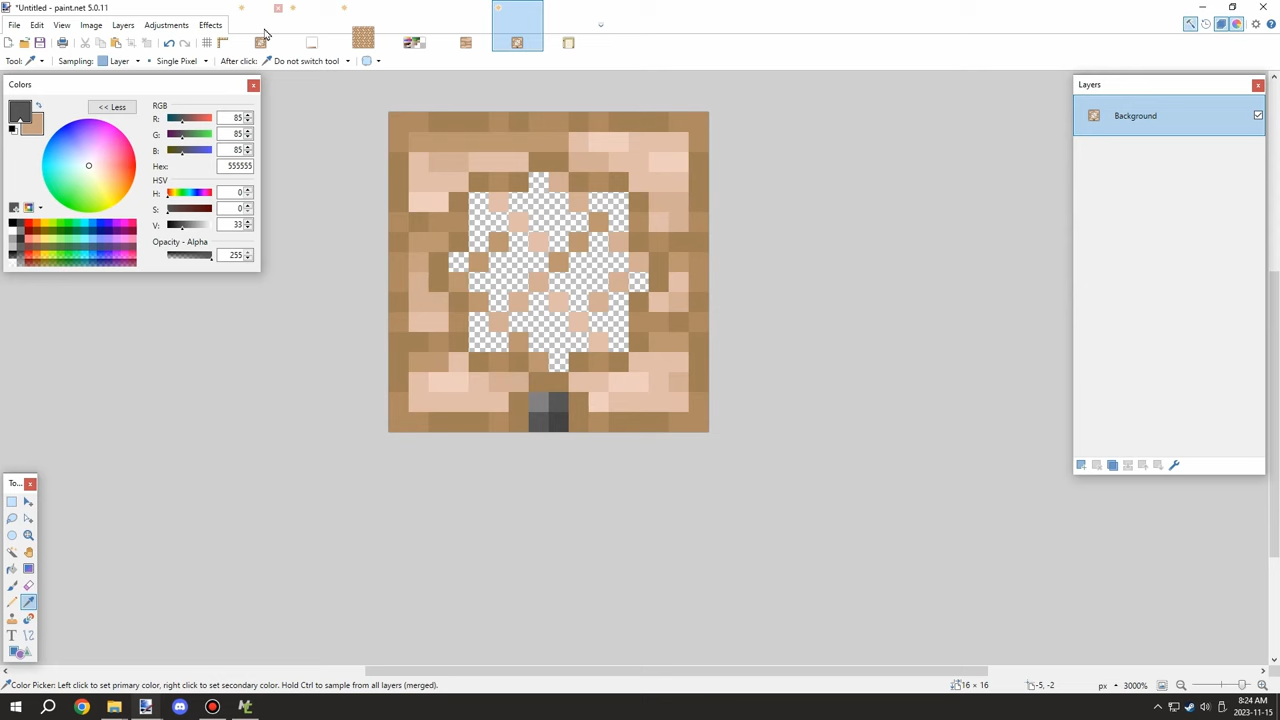 *Untitled - paint.net 5.0.11
File Edit View Image Layers Adjustments Effects
Tool: Sampling: Layer Single Pixel After click: Do not switch tool
Colors
<< Less
RGB
R: 85
G: 85
B: 85
Hex: 555555
HSV
H: 0
S: 0
V: 33
Opacity - Alpha
255
Layers
Background
To...
Color Picker: Left click to set primary color, right click to set secondary color. Hold Ctrl to sample from all layers (merged).
16 × 16
-5, -2
px
3000%
8:24 AM
2023-11-15